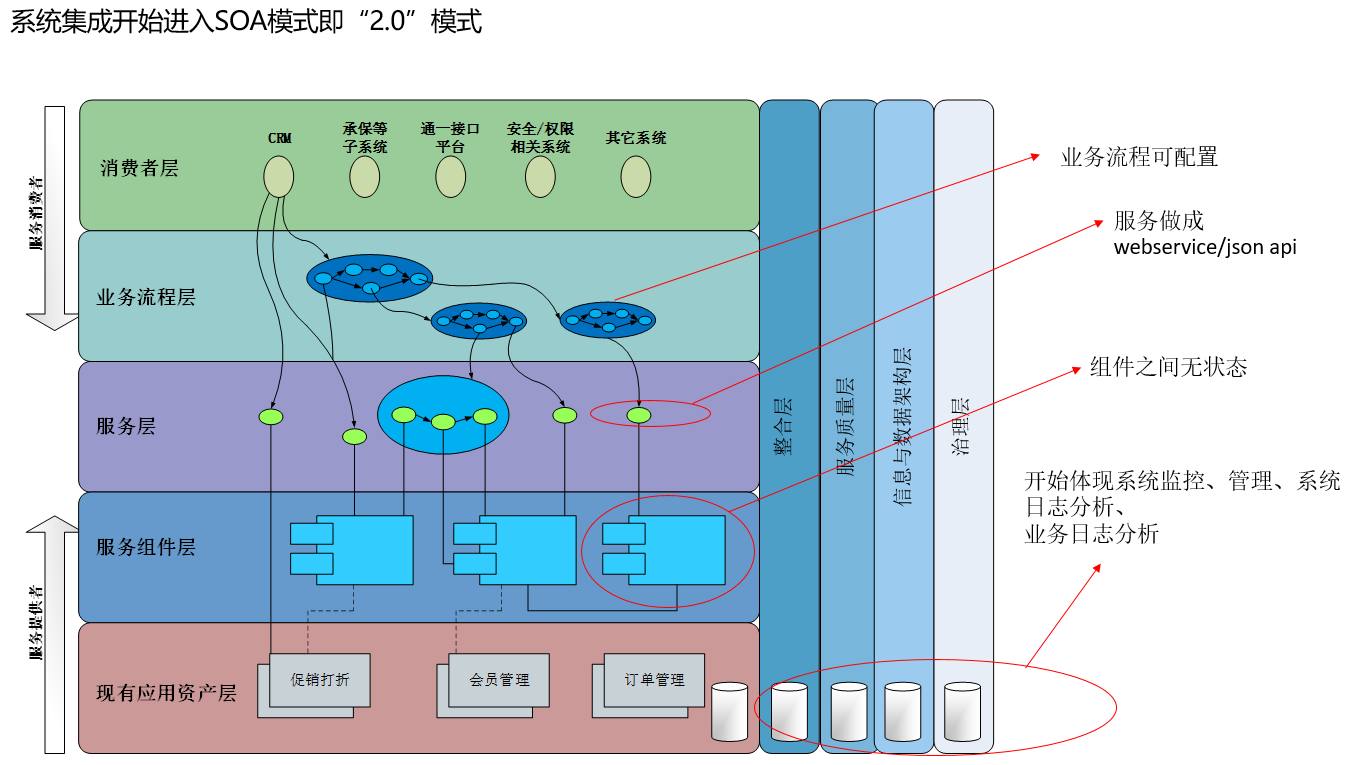 系统集成开始进入SOA模式即“2.0”模式
服务消费者
消费者层
CRM
承保等
子系统
通一接口
平台
安全/权限
相关系统
其它系统
业务流程可配置
服务做成
webservice/json api
业务流程层
组件之间无状态
服务层
整合层
服务质量层
信息与数据架构层
治理层
开始体现系统监控、管理、系统
日志分析、
业务日志分析
服务组件层
服务提供者
现有应用资产层
促销打折
会员管理
订单管理